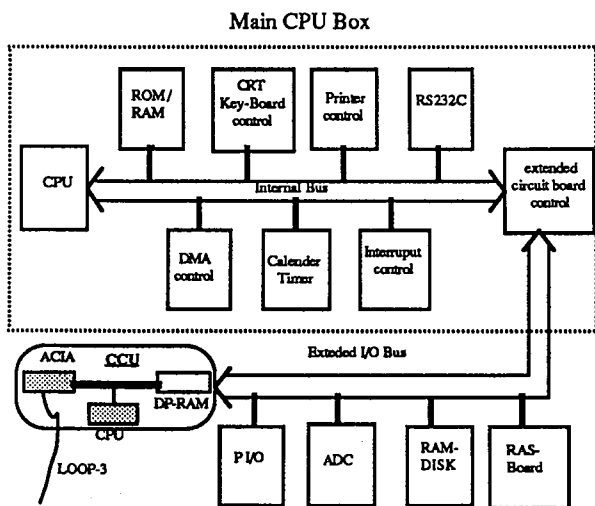 Main CPU Box
ROM/
RAM
CRT
Key-Board
control
Printer
control
RS232C
CPU
Internal Bus
extended
circuit board
control
DMA
control
Calender
Timer
Interruput
control
ACIA
CCU
DP-RAM
CPU
LOOP-3
Exteded I/O Bus
P I/O
ADC
RAM-
DISK
RAS-
Board